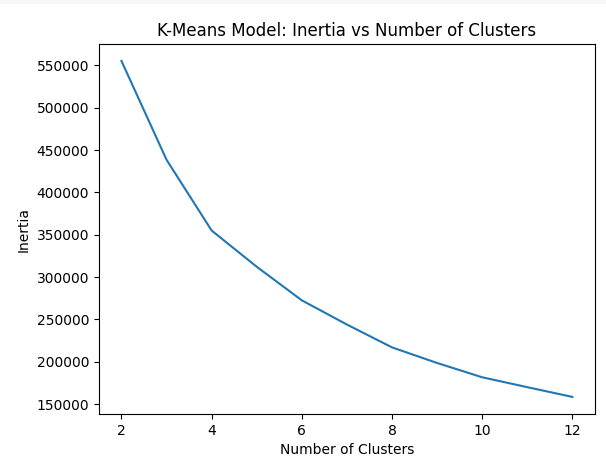 K-Means Model: Inertia vs Number of Clusters
550000
500000
450000
400000
350000
300000
250000
200000
150000
Inertia
2 4 6 8 10 12
Number of Clusters